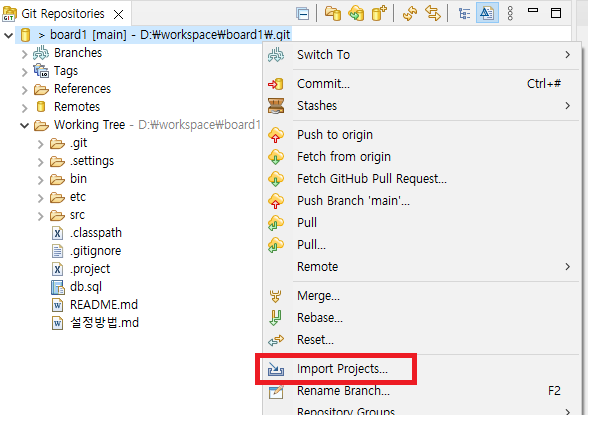 Git Repositories
> board1 [main] - D:₩workspace₩board1₩.git
Branches
Tags
References
Remotes
Working Tree - D:₩workspace₩board1
.git
.settings
bin
etc
src
.classpath
.gitignore
.project
db.sql
README.md
설정방법.md
Switch To
Commit... Ctrl+#
Stashes
Push to origin
Fetch from origin
Fetch GitHub Pull Request...
Push Branch 'main'...
Pull
Pull...
Remote
Merge...
Rebase...
Reset...
Import Projects...
Rename Branch... F2
Repository Groups